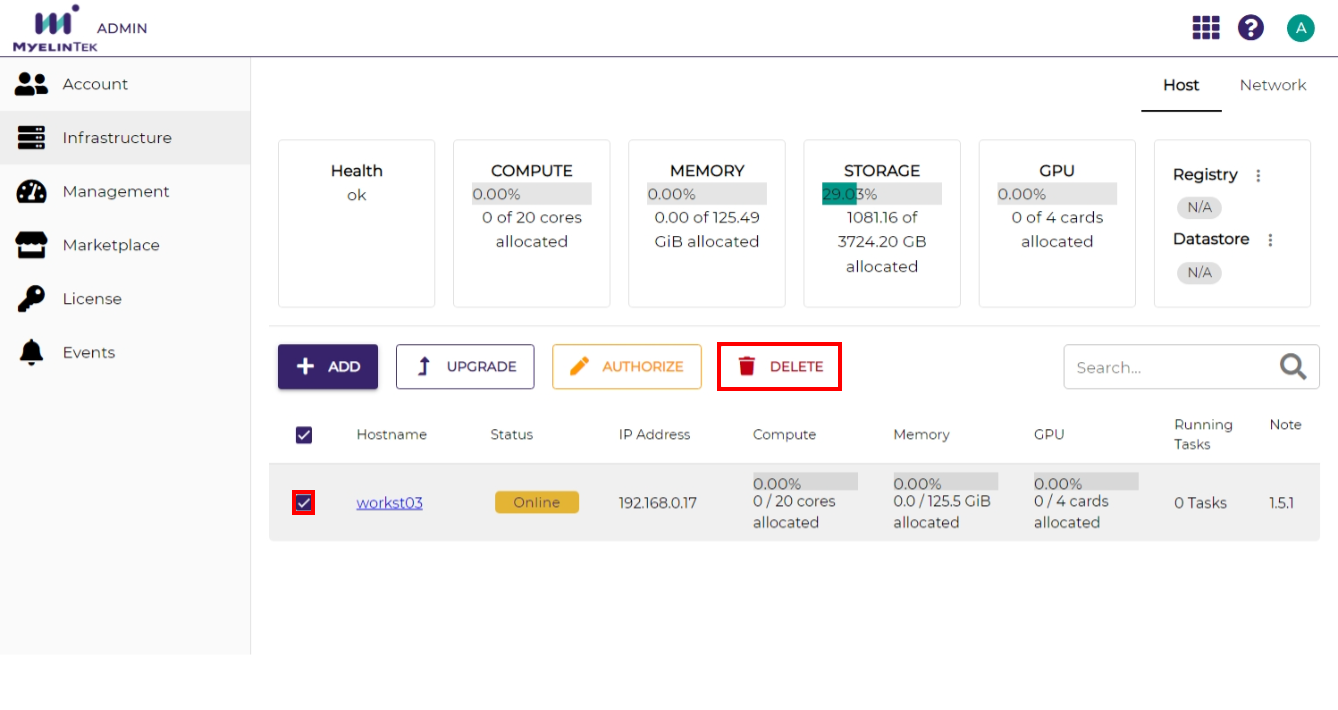 ADMIN
MYELINTEK
A
Account
Infrastructure
Management
Marketplace
License
Events
Host
Network
Health
ok
COMPUTE
0.00%
0 of 20 cores
allocated
MEMORY
0.00%
0.00 of 125.49
GiB allocated
STORAGE
29.03%
1081.16 of
3724.20 GB
allocated
GPU
0.00%
0 of 4 cards
allocated
Registry
N/A
Datastore
N/A
ADD
UPGRADE
AUTHORIZE
DELETE
Search...
Hostname
Status
IP Address
Compute
Memory
GPU
Running
Tasks
Note
workst03
Online
192.168.0.17
0.00%
0 / 20 cores
allocated
0.00%
0.0 / 125.5 GiB
allocated
0.00%
0 / 4 cards
allocated
0 Tasks
1.5.1